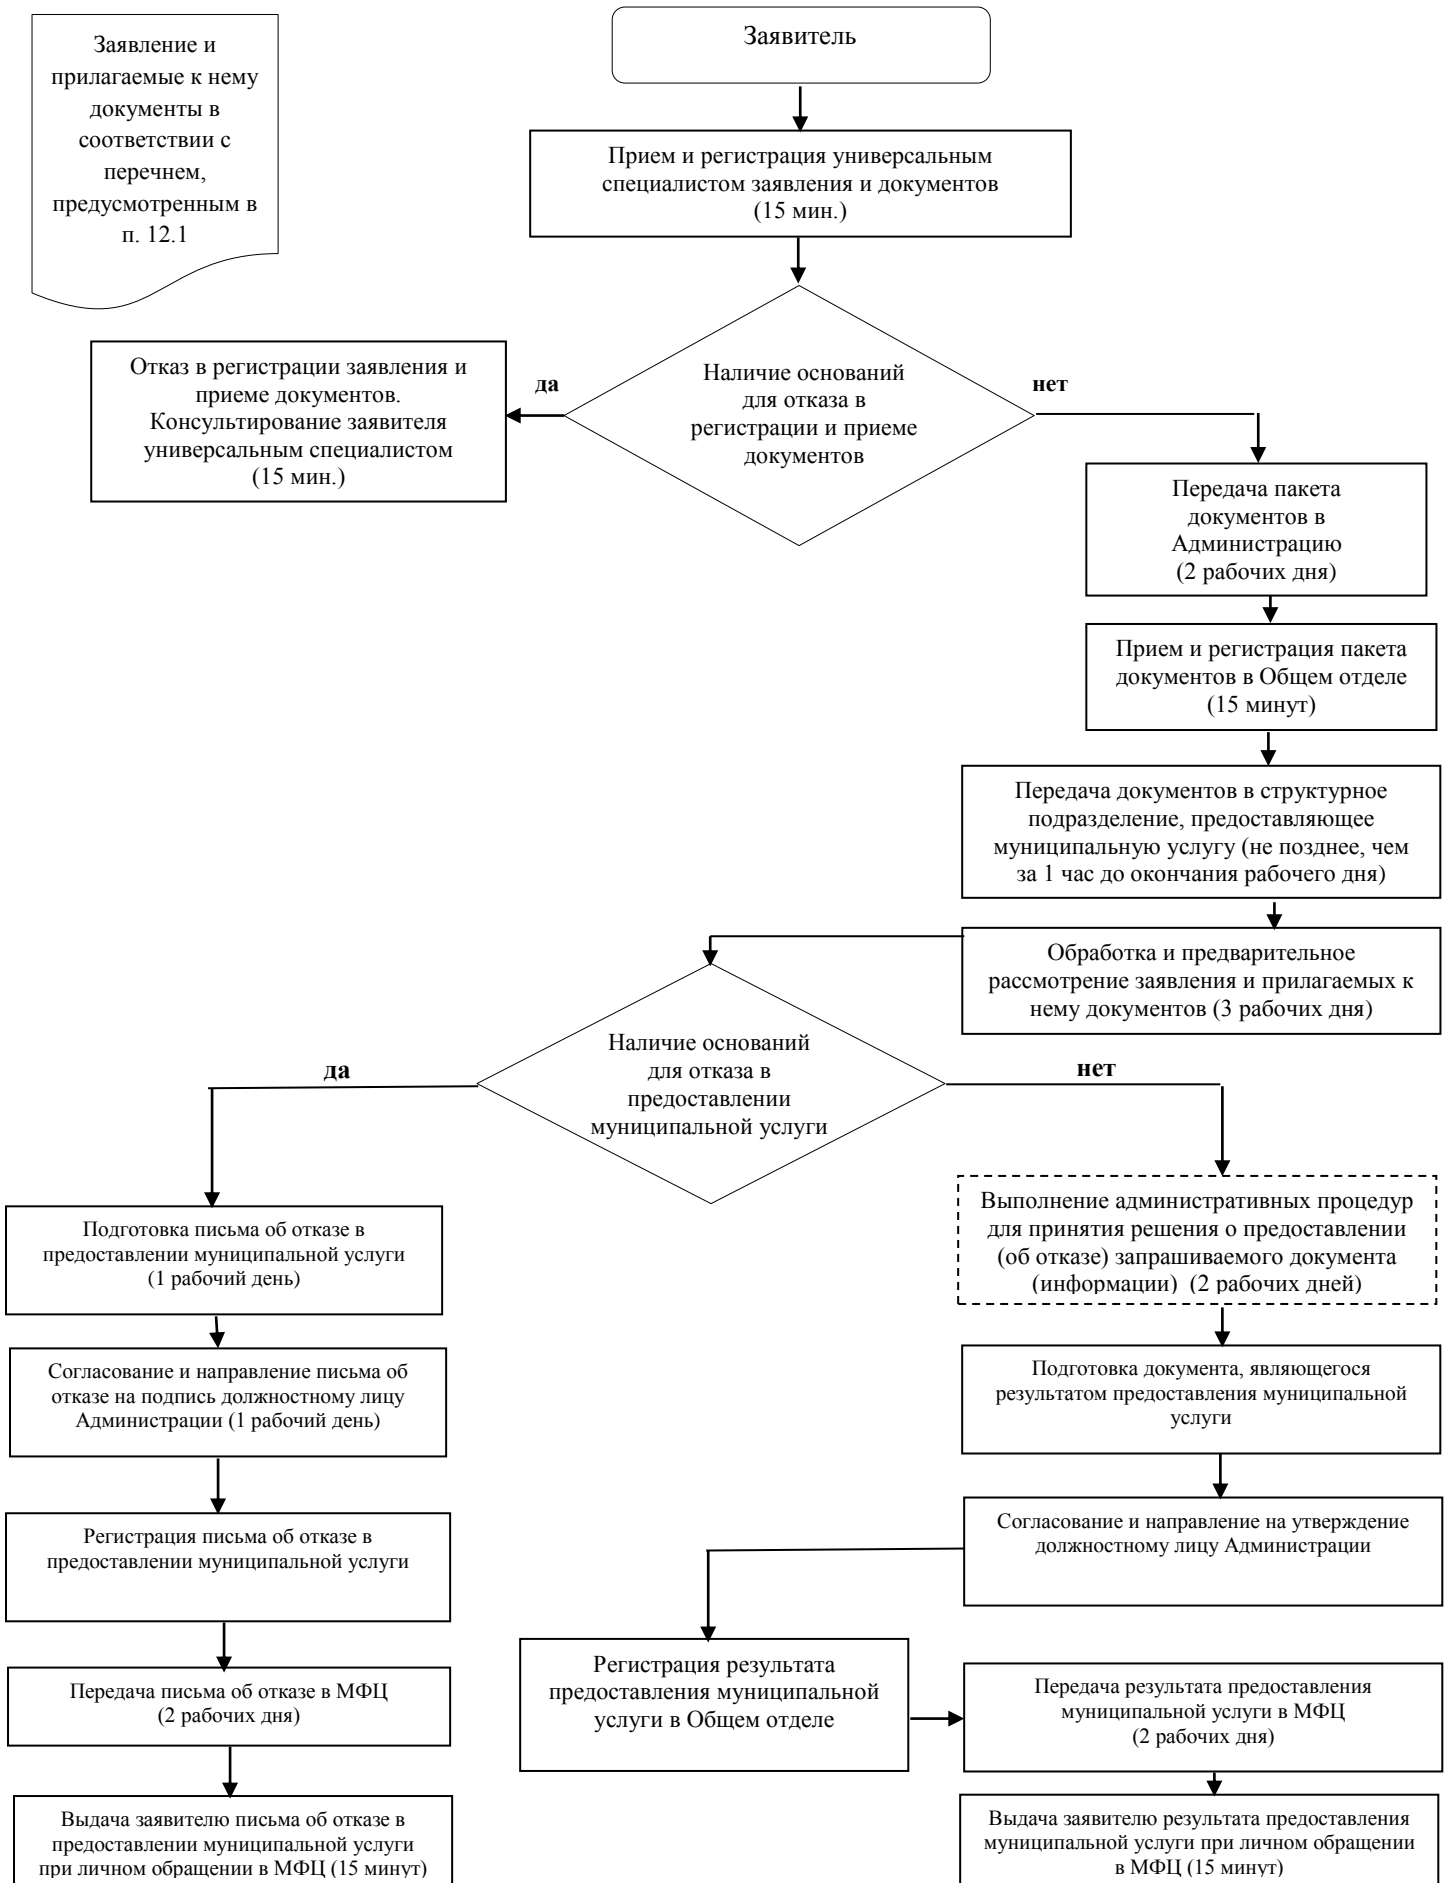 Заявление и
прилагаемые к нему
документы в
соответствии с
перечнем,
предусмотренным в
п. 12.1
Заявитель
Прием и регистрация универсальным
специалистом заявления и документов
(15 мин.)
Отказ в регистрации заявления и
приеме документов.
Консультирование заявителя
универсальным специалистом
(15 мин.)
да
Наличие оснований
для отказа в
регистрации и приеме
документов
нет
Передача пакета
документов в
Администрацию
(2 рабочих дня)
Прием и регистрация пакета
документов в Общем отделе
(15 минут)
Передача документов в структурное
подразделение, предоставляющее
муниципальную услугу (не позднее, чем
за 1 час до окончания рабочего дня)
Обработка и предварительное
рассмотрение заявления и прилагаемых к
нему документов (3 рабочих дня)
Наличие оснований
для отказа в
предоставлении
муниципальной услуги
да
нет
Подготовка письма об отказе в
предоставлении муниципальной услуги
(1 рабочий день)
Согласование и направление письма об
отказе на подпись должностному лицу
Администрации (1 рабочий день)
Регистрация письма об отказе в
предоставлении муниципальной услуги
Передача письма об отказе в МФЦ
(2 рабочих дня)
Выдача заявителю письма об отказе в
предоставлении муниципальной услуги
при личном обращении в МФЦ (15 минут)
Выполнение административных процедур
для принятия решения о предоставлении
(об отказе) запрашиваемого документа
(информации) (2 рабочих дней)
Подготовка документа, являющегося
результатом предоставления муниципальной
услуги
Согласование и направление на утверждение
должностному лицу Администрации
Регистрация результата
предоставления муниципальной
услуги в Общем отделе
Передача результата предоставления
муниципальной услуги в МФЦ
(2 рабочих дня)
Выдача заявителю результата предоставления
муниципальной услуги при личном обращении
в МФЦ (15 минут)